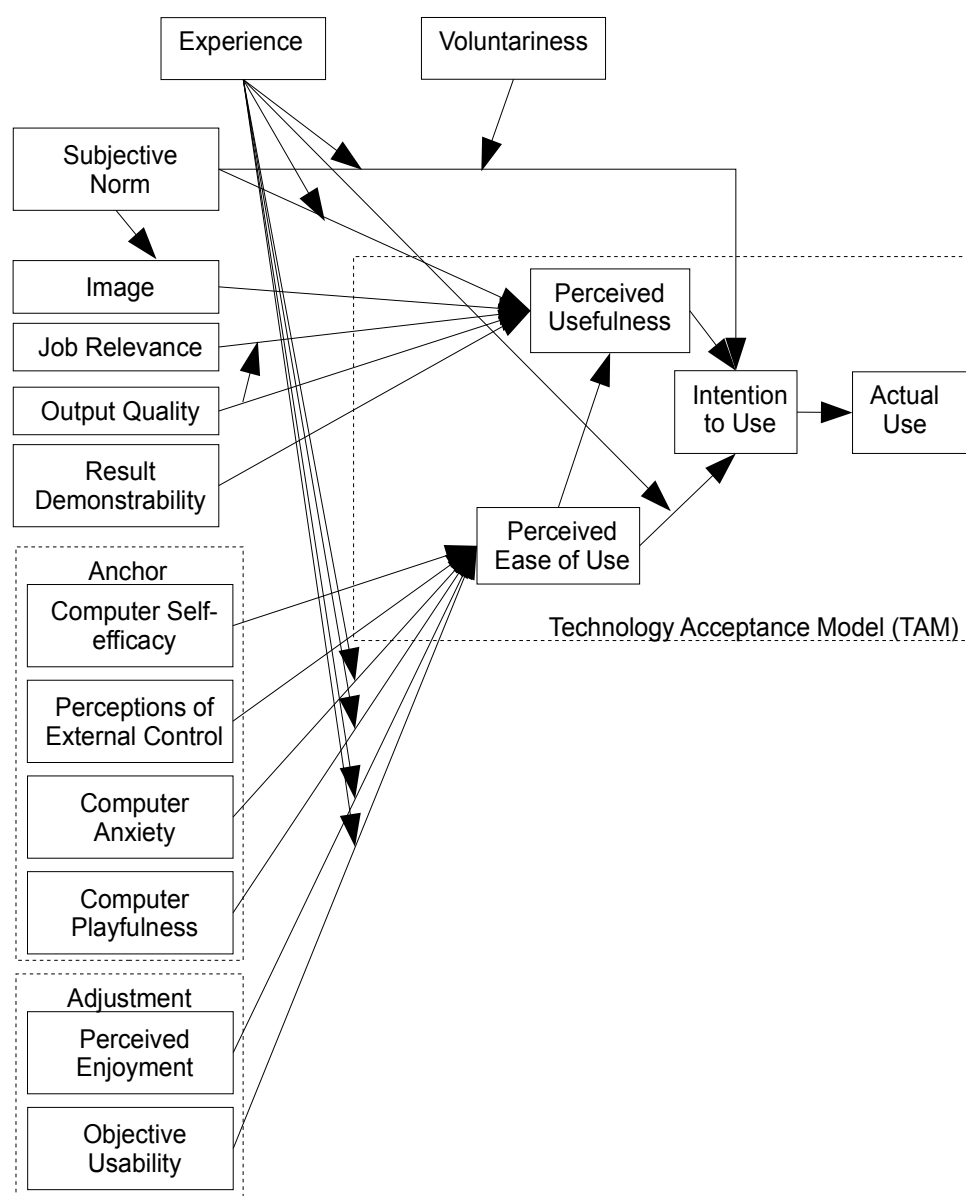 Experience
Voluntariness
Subjective
Norm
Image
Job Relevance
Output Quality
Result
Demonstrability
Perceived
Usefulness
Intention
to Use
Actual
Use
Perceived
Ease of Use
Technology Acceptance Model (TAM)
Anchor
Computer Self-
efficacy
Perceptions of
External Control
Computer
Anxiety
Computer
Playfulness
Adjustment
Perceived
Enjoyment
Objective
Usability